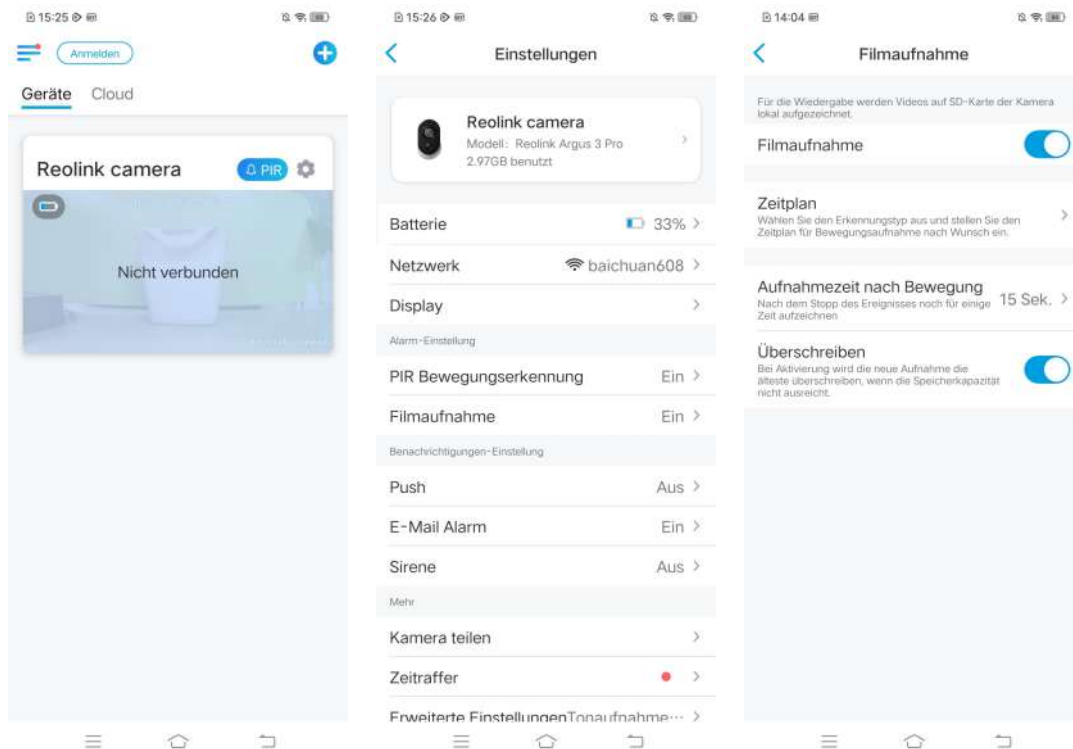 15:25
Anmelden
Geräte Cloud
Reolink camera
PIR
Nicht verbunden
15:26
Einstellungen
Reolink camera
Modell: Reolink Argus 3 Pro
2.97GB benutzt
Batterie 33%
Netzwerk baichuan608
Display
Alarm-Einstellung
PIR Bewegungserkennung Ein
Filmaufnahme Ein
Benachrichtigungen-Einstellung
Push Aus
E-Mail Alarm Ein
Sirene Aus
Mehr
Kamera teilen
Zeitraffer
Erweiterte Einstellungen Tonaufnahme...
14:04
Filmaufnahme
Für die Wiedergabe werden Videos auf SD-Karte der Kamera
lokal aufgezeichnet.
Filmaufnahme
Zeitplan
Wählen Sie den Erkennungstyp aus und stellen Sie den
Zeitplan für Bewegungsaufnahme nach Wunsch ein.
Aufnahmezeit nach Bewegung 15 Sek.
Nach dem Stopp des Ereignisses noch für einige
Zeit aufzeichnen
Überschreiben
Bei Aktivierung wird die neue Aufnahme die
älteste überschreiben, wenn die Speicherkapazität
nicht ausreicht.